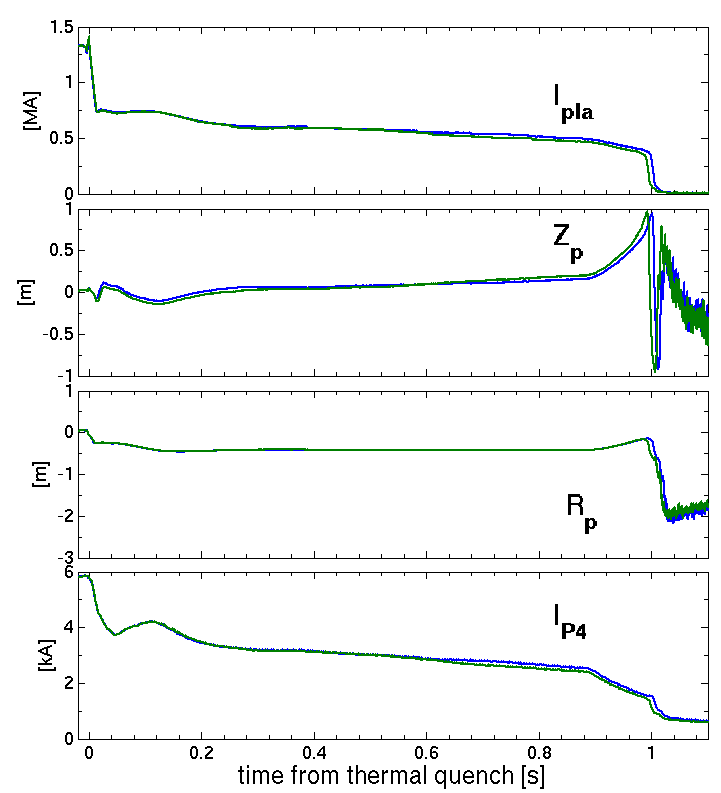 1.5
1
0.5
0
[MA]
I_pla
1
0.5
0
-0.5
-1
[m]
Z_p
1
0
-1
-2
-3
[m]
R_p
6
4
2
0
[kA]
I_P4
0 0.2 0.4 0.6 0.8 1
time from thermal quench [s]